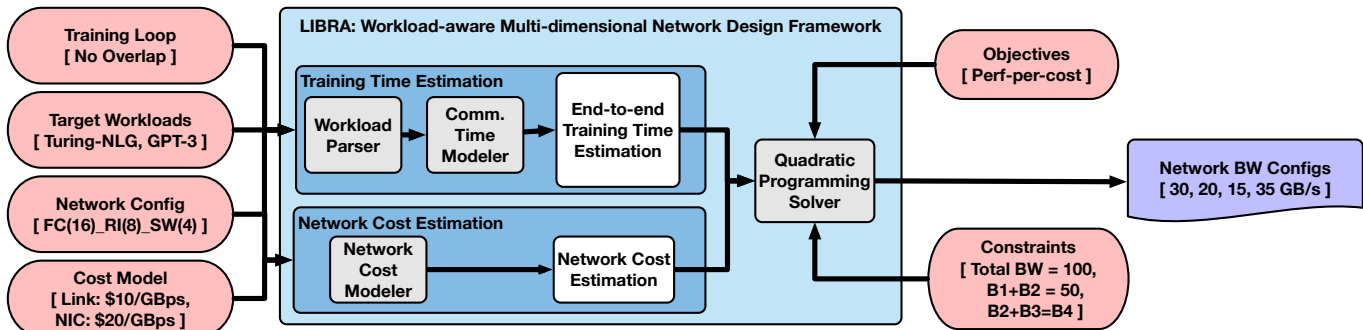 Training Loop
[ No Overlap ]
Target Workloads
[ Turing-NLG, GPT-3 ]
Network Config
[ FC(16)_RI(8)_SW(4) ]
Cost Model
[ Link: $10/GBps,
NIC: $20/GBps ]
LIBRA: Workload-aware Multi-dimensional Network Design Framework
Training Time Estimation
Workload
Parser
Comm.
Time
Modeler
End-to-end
Training Time
Estimation
Network Cost Estimation
Network
Cost
Modeler
Network Cost
Estimation
Quadratic
Programming
Solver
Objectives
[ Perf-per-cost ]
Network BW Configs
[ 30, 20, 15, 35 GB/s ]
Constraints
[ Total BW = 100,
B1+B2 = 50,
B2+B3=B4 ]